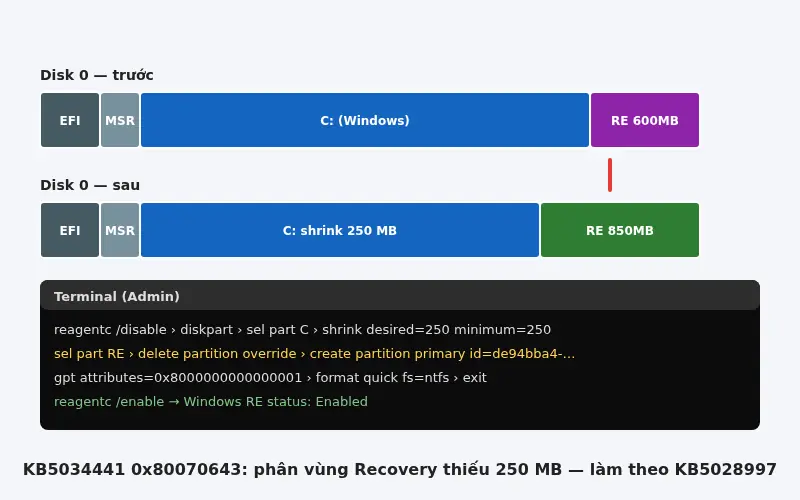 Disk 0 — trước
EFI MSR C: (Windows) RE 600MB
Disk 0 — sau
EFI MSR C: shrink 250 MB RE 850MB
Terminal (Admin)
reagentc /disable › diskpart › sel part C › shrink desired=250 minimum=250
sel part RE › delete partition override › create partition primary id=de94bba4-…
gpt attributes=0x8000000000000001 › format quick fs=ntfs › exit
reagentc /enable → Windows RE status: Enabled
KB5034441 0x80070643: phân vùng Recovery thiếu 250 MB — làm theo KB5028997